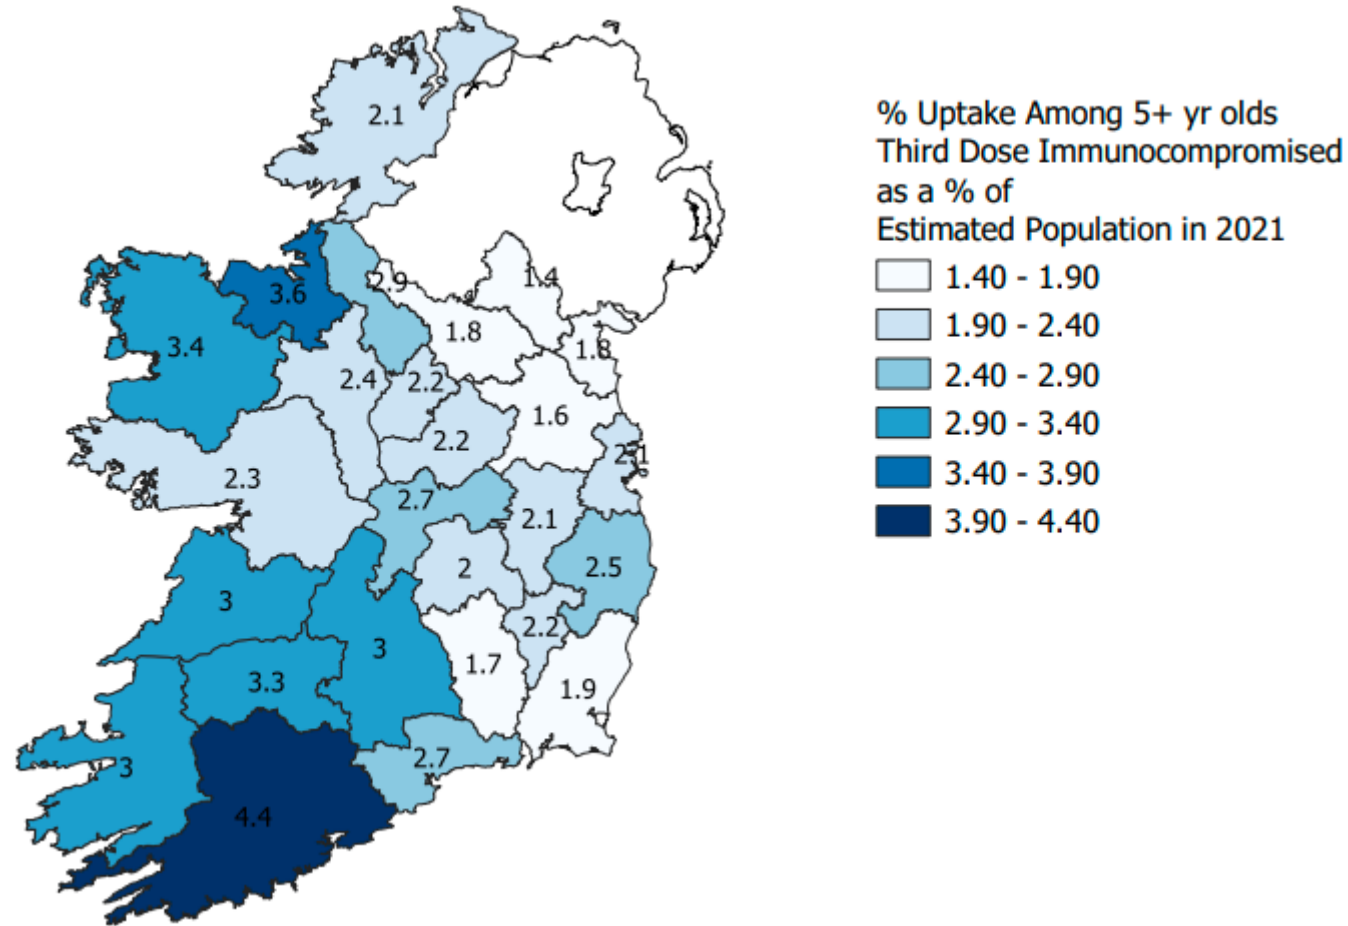 % Uptake Among 5+ yr olds
Third Dose Immunocompromised
as a % of
Estimated Population in 2021
1.40 - 1.90
1.90 - 2.40
2.40 - 2.90
2.90 - 3.40
3.40 - 3.90
3.90 - 4.40
2.1
2.9
1.4
3.6
1.8
1.8
3.4
2.4
2.2
1.6
2.2
2.1
2.3
2.7
2.1
2
2.5
3
2.2
3
1.7
3.3
1.9
2.7
3
4.4